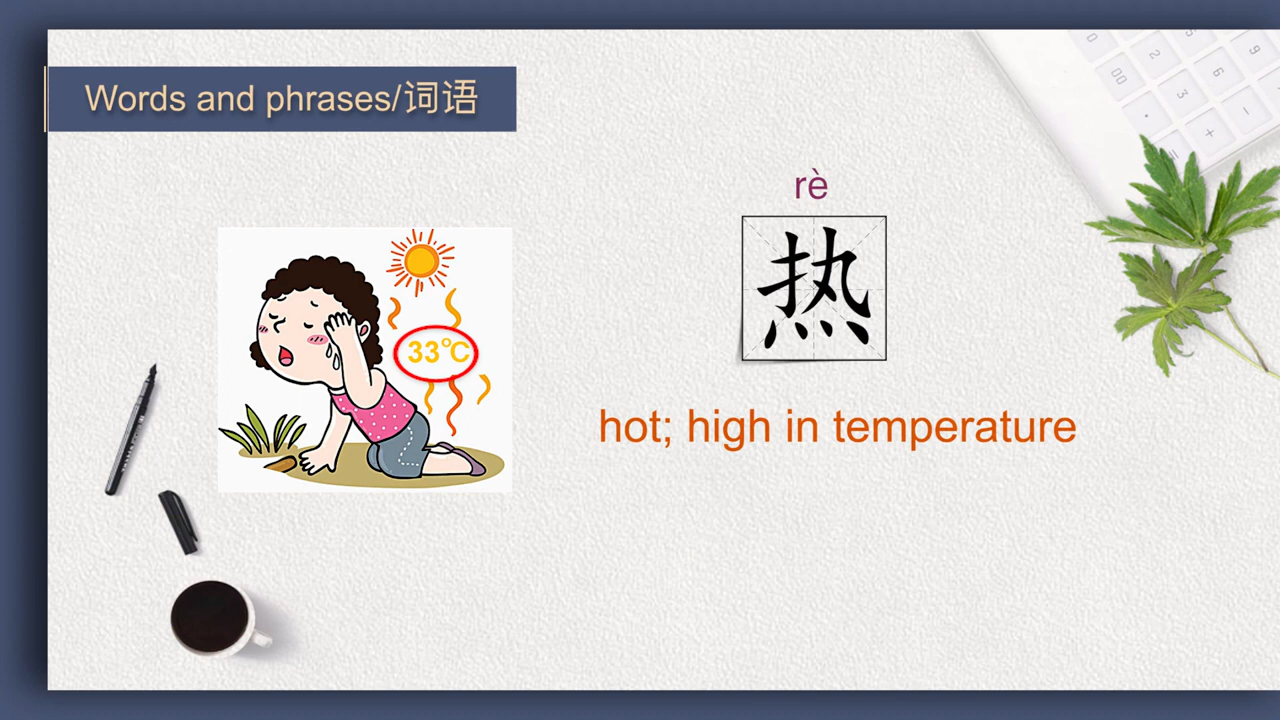 Words and phrases/词语
rè
热
33℃
hot; high in temperature